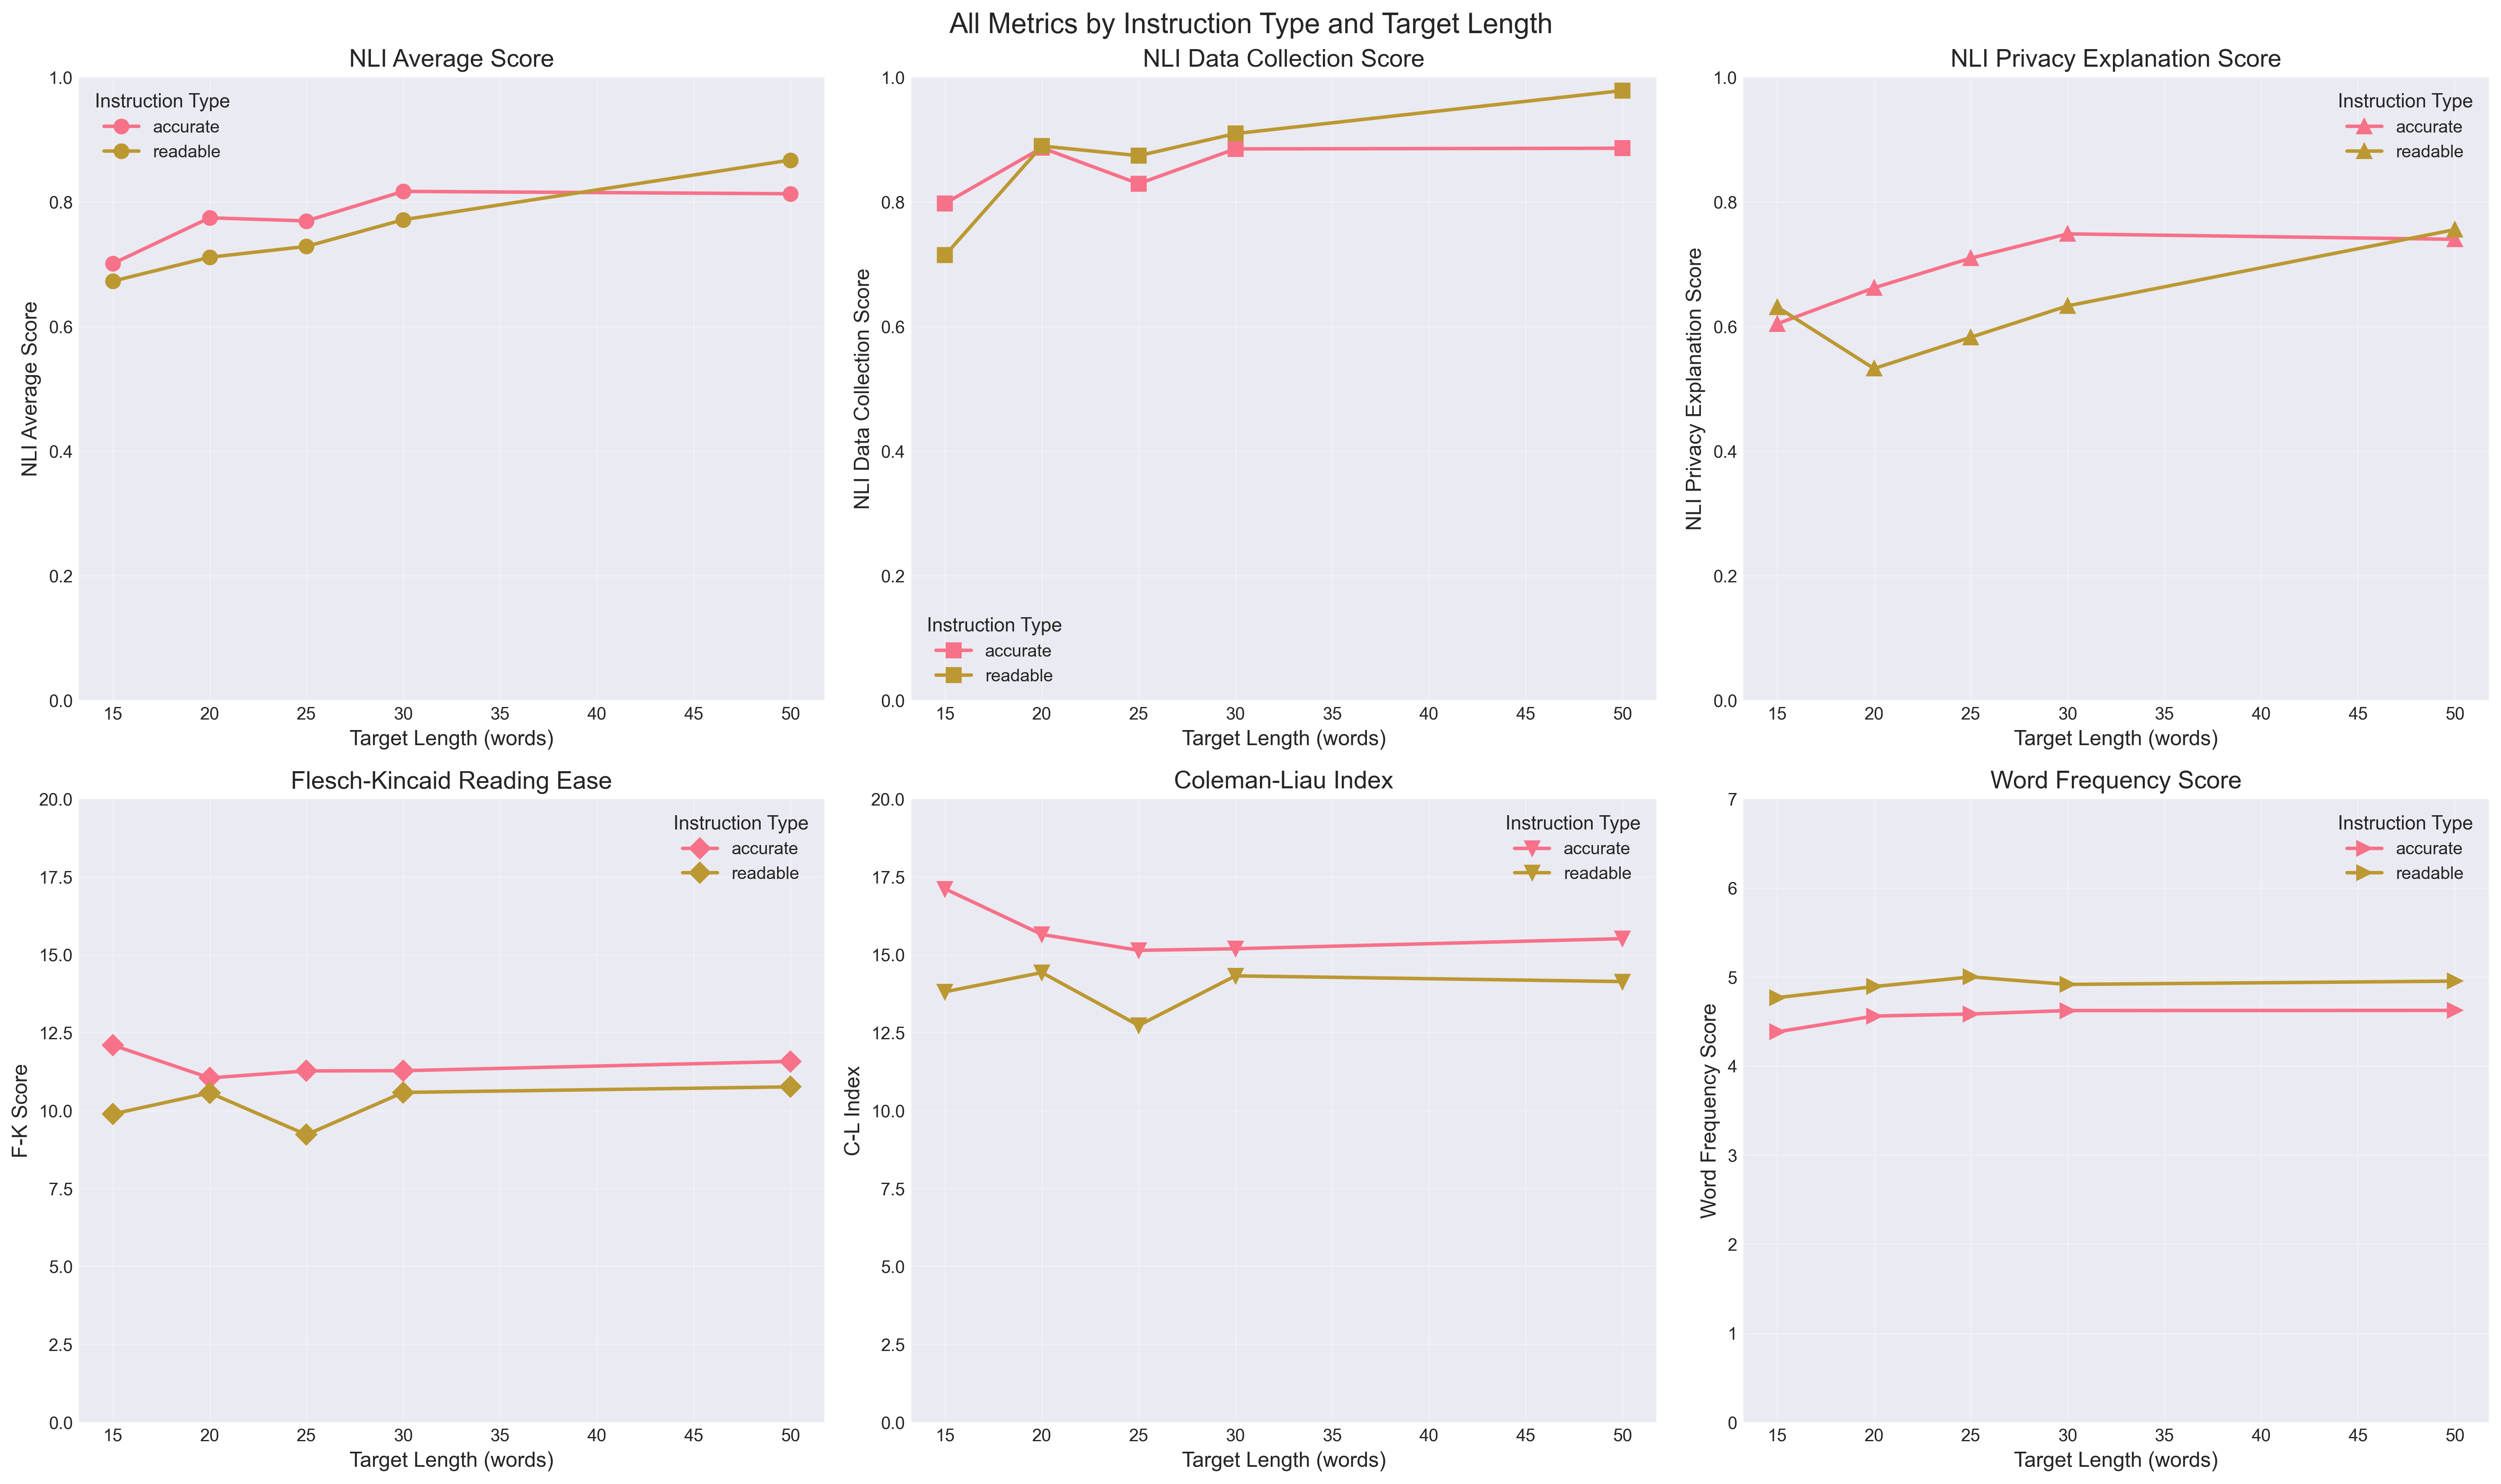 All Metrics by Instruction Type and Target Length
NLI Average Score
1.0
0.8
0.6
0.4
0.2
0.0
NLI Average Score
Instruction Type
accurate
readable
15 20 25 30 35 40 45 50
Target Length (words)
NLI Data Collection Score
1.0
0.8
0.6
0.4
0.2
0.0
NLI Data Collection Score
Instruction Type
accurate
readable
15 20 25 30 35 40 45 50
Target Length (words)
NLI Privacy Explanation Score
1.0
0.8
0.6
0.4
0.2
0.0
NLI Privacy Explanation Score
Instruction Type
accurate
readable
15 20 25 30 35 40 45 50
Target Length (words)
Flesch-Kincaid Reading Ease
20.0
17.5
15.0
12.5
10.0
7.5
5.0
2.5
0.0
F-K Score
Instruction Type
accurate
readable
15 20 25 30 35 40 45 50
Target Length (words)
Coleman-Liau Index
20.0
17.5
15.0
12.5
10.0
7.5
5.0
2.5
0.0
C-L Index
Instruction Type
accurate
readable
15 20 25 30 35 40 45 50
Target Length (words)
Word Frequency Score
7
6
5
4
3
2
1
0
Word Frequency Score
Instruction Type
accurate
readable
15 20 25 30 35 40 45 50
Target Length (words)